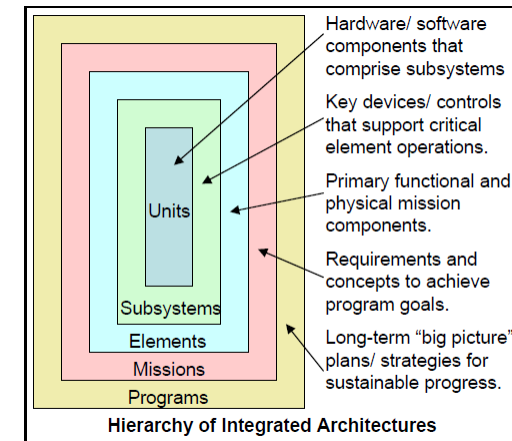 Hardware/ software
components that
comprise subsystems
Key devices/ controls
that support critical
element operations.
Primary functional and
physical mission
components.
Requirements and
concepts to achieve
program goals.
Long-term “big picture”
plans/ strategies for
sustainable progress.
Units
Subsystems
Elements
Missions
Programs
Hierarchy of Integrated Architectures